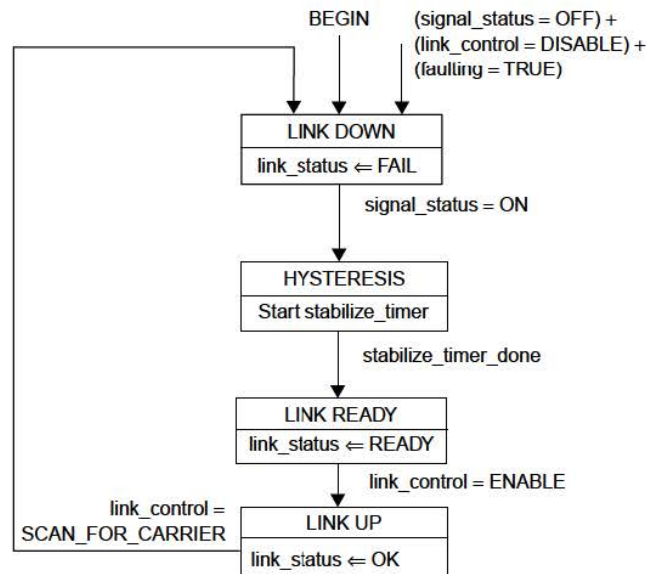 BEGIN
(signal_status = OFF) +
(link_control = DISABLE) +
(faulting = TRUE)
LINK DOWN
link_status ⇐ FAIL
signal_status = ON
HYSTERESIS
Start stabilize_timer
stabilize_timer_done
LINK READY
link_status ⇐ READY
link_control = ENABLE
link_control =
SCAN_FOR_CARRIER
LINK UP
link_status ⇐ OK